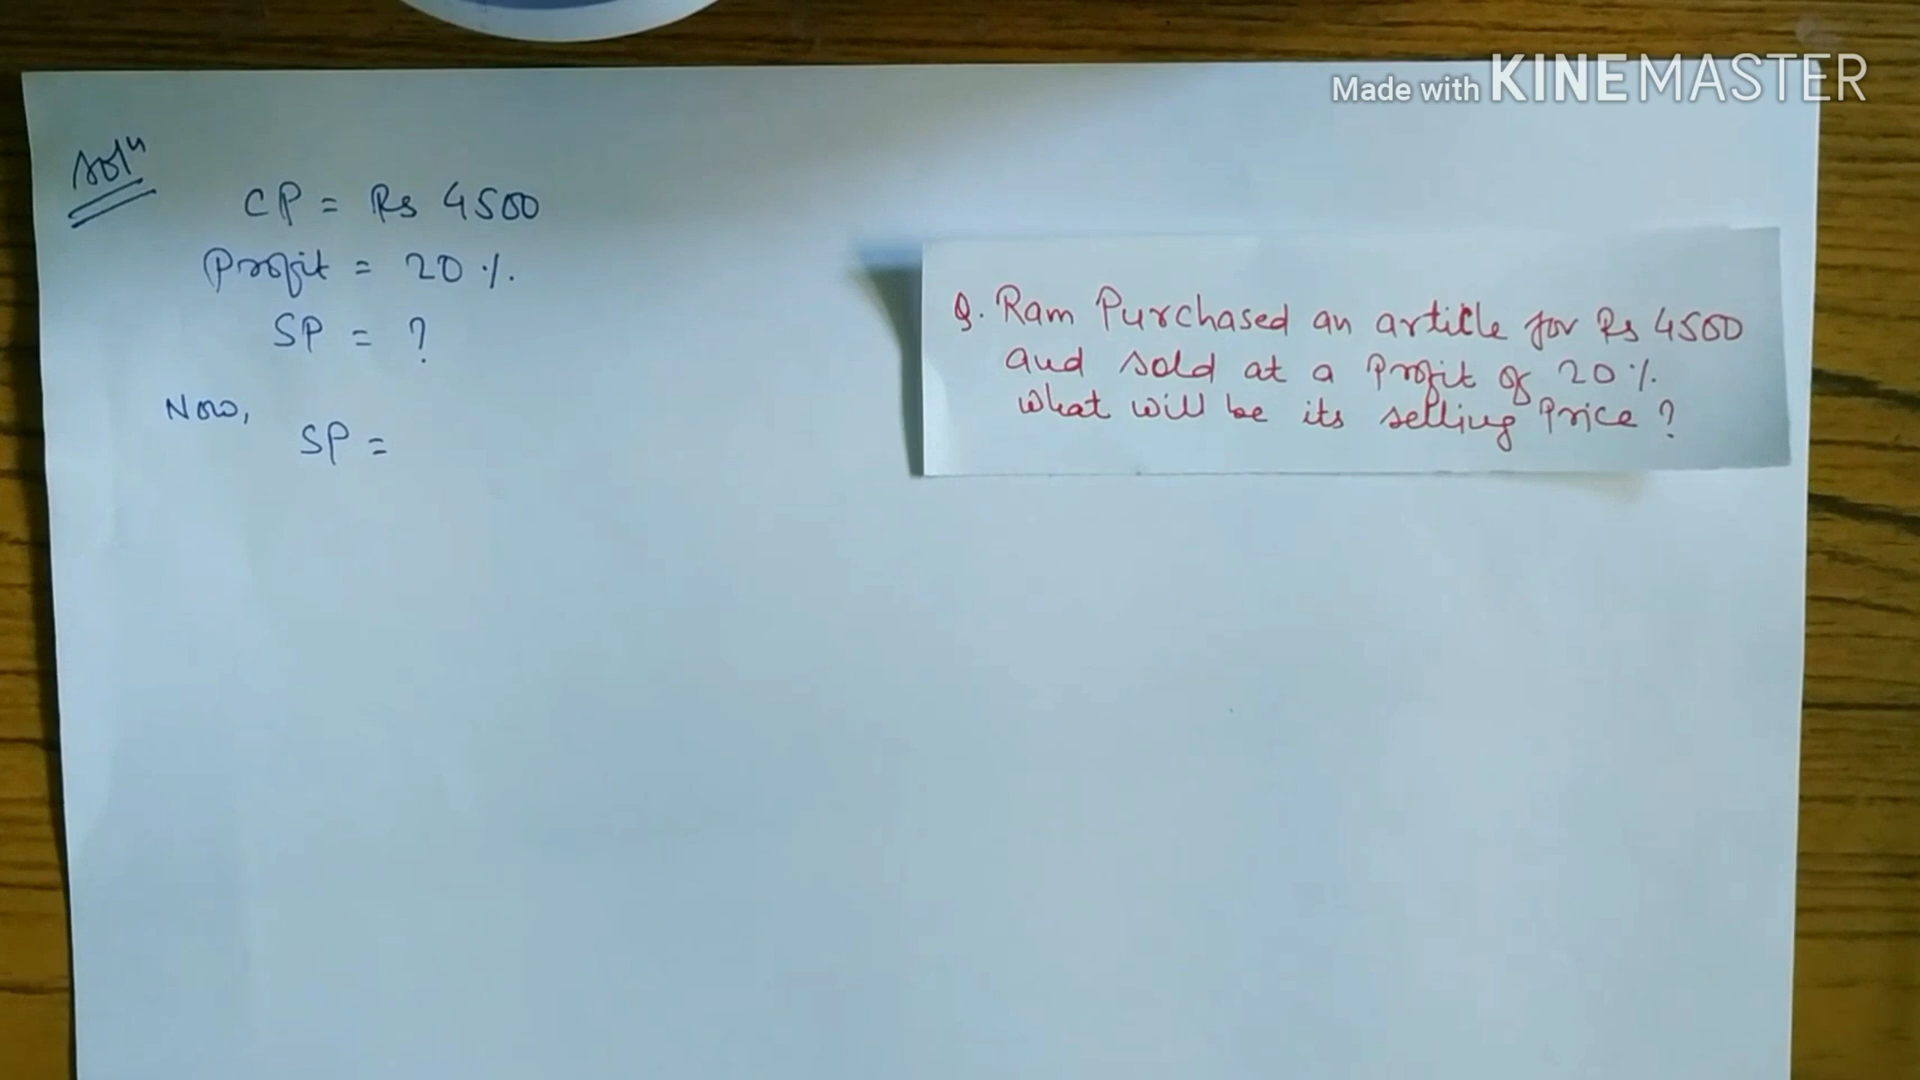 Made with KINEMASTER
Solⁿ
CP = Rs 4500
Profit = 20 %.
SP = ?
Now,
SP =
Q. Ram Purchased an article for Rs 4500
and sold at a Profit of 20 %.
what will be its selling Price ?